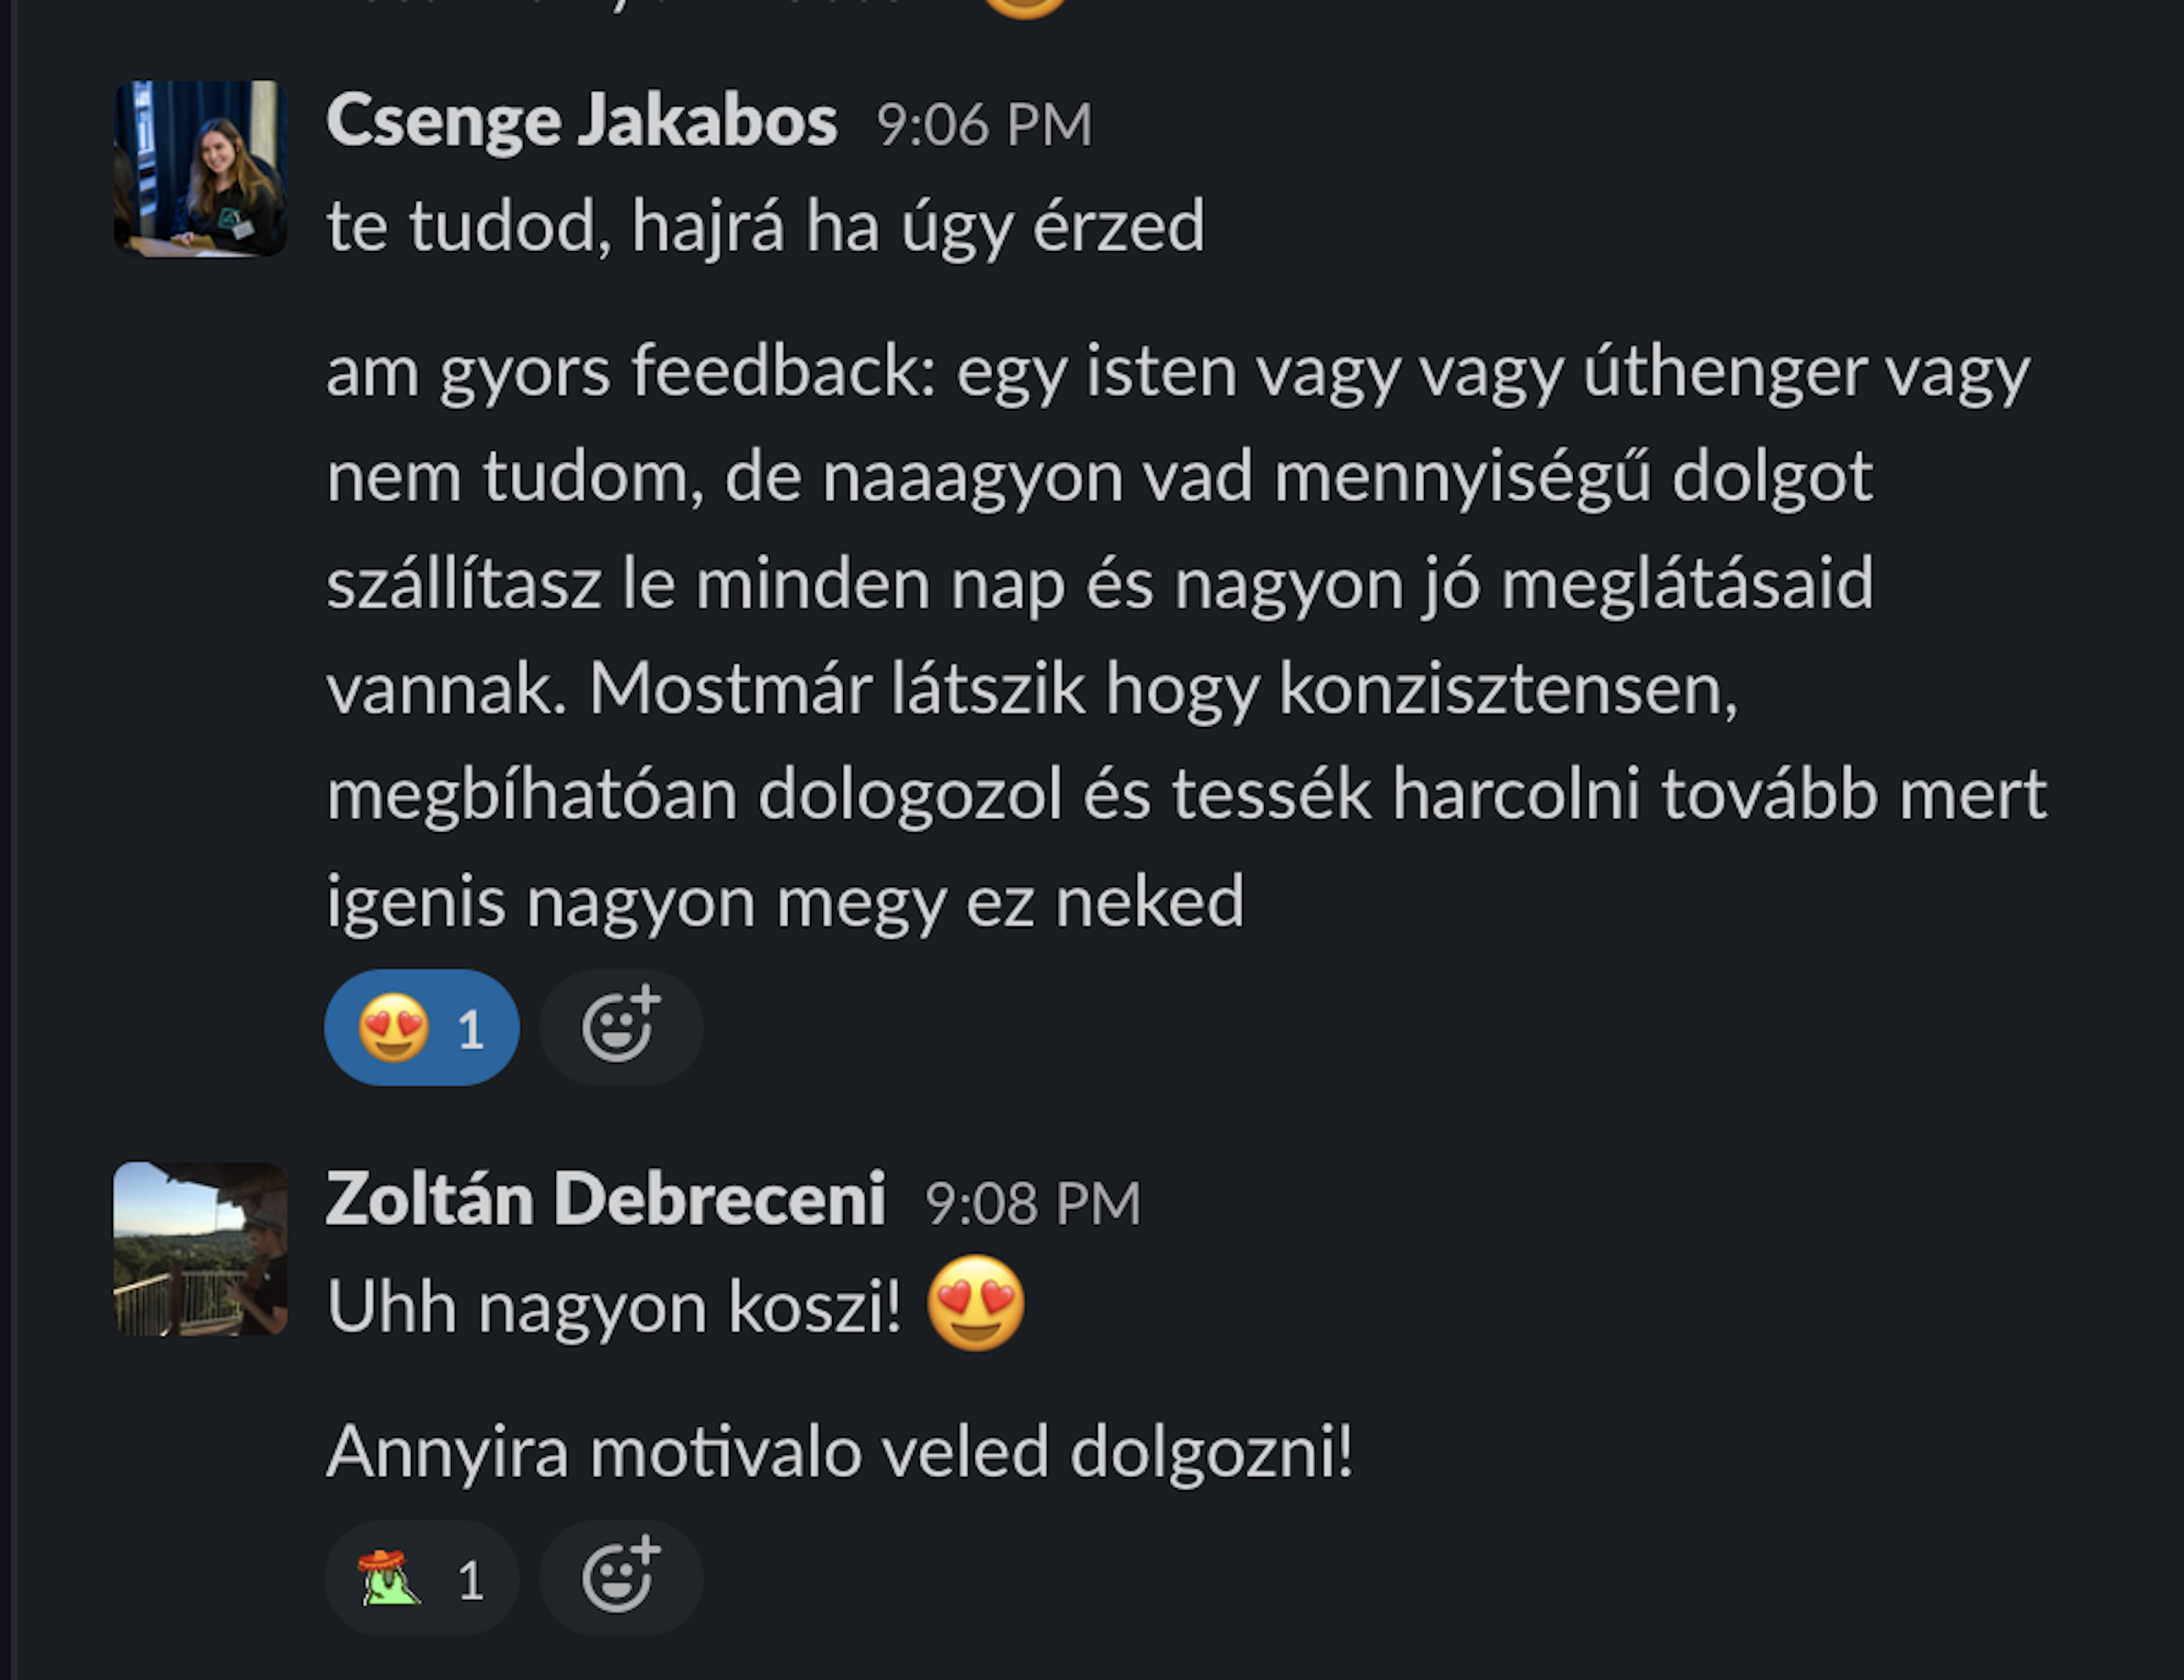 Csenge Jakabos 9:06 PM
te tudod, hajrá ha úgy érzed
am gyors feedback: egy isten vagy vagy úthenger vagy
nem tudom, de naaagyon vad mennyiségű dolgot
szállítasz le minden nap és nagyon jó meglátásaid
vannak. Mostmár látszik hogy konzisztensen,
megbíhatóan dologozol és tessék harcolni tovább mert
igenis nagyon megy ez neked
😍 1
Zoltán Debreceni 9:08 PM
Uhh nagyon koszi! 😍
Annyira motivalo veled dolgozni!
1